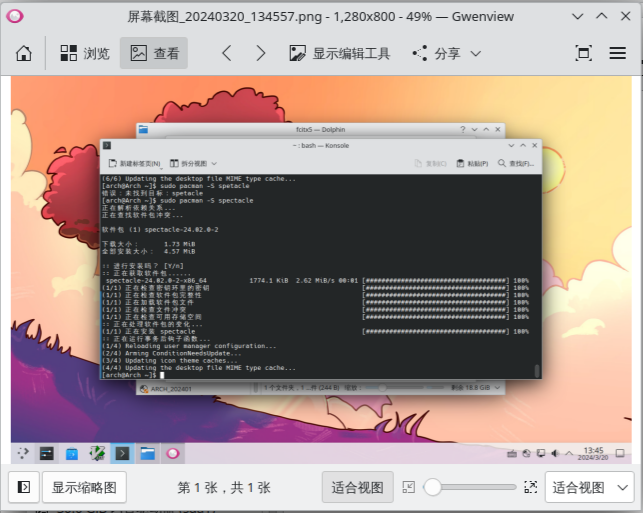 屏幕截图_20240320_134557.png - 1,280x800 - 49% — Gwenview
浏览 查看 显示编辑工具 分享
fcitx5 — Dolphin
~ : bash — Konsole
新建标签页(N) 拆分视图 复制(C) 粘贴(P) 查找(F)...
(6/6) Updating the desktop file MIME type cache...
[arch@Arch ~]$ sudo pacman -S spetacle
错误：未找到目标：spetacle
[arch@Arch ~]$ sudo pacman -S spectacle
正在解析依赖关系...
正在查找软件包冲突...
软件包 (1) spectacle-24.02.0-2
下载大小： 1.73 MiB
全部安装大小： 4.57 MiB
:: 进行安装吗？ [Y/n]
:: 正在获取软件包......
spectacle-24.02.0-2-x86_64 1774.1 KiB 2.62 MiB/s 00:01 [######################################] 100%
(1/1) 正在检查密钥环里的密钥 [######################################] 100%
(1/1) 正在检查软件包完整性 [######################################] 100%
(1/1) 正在加载软件包文件 [######################################] 100%
(1/1) 正在检查文件冲突 [######################################] 100%
(1/1) 正在检查可用存储空间 [######################################] 100%
:: 正在处理软件包的变化...
(1/1) 正在安装 spectacle [######################################] 100%
:: 正在运行事务后钩子函数...
(1/4) Reloading user manager configuration...
(2/4) Arming ConditionNeedsUpdate...
(3/4) Updating icon theme caches...
(4/4) Updating the desktop file MIME type cache...
[arch@Arch ~]$
ARCH_202401 1 个文件夹，1 个文件 (244 B) 缩放： 剩余 18.8 GiB
13:45
2024/3/20
显示缩略图 第 1 张，共 1 张 适合视图 适合视图